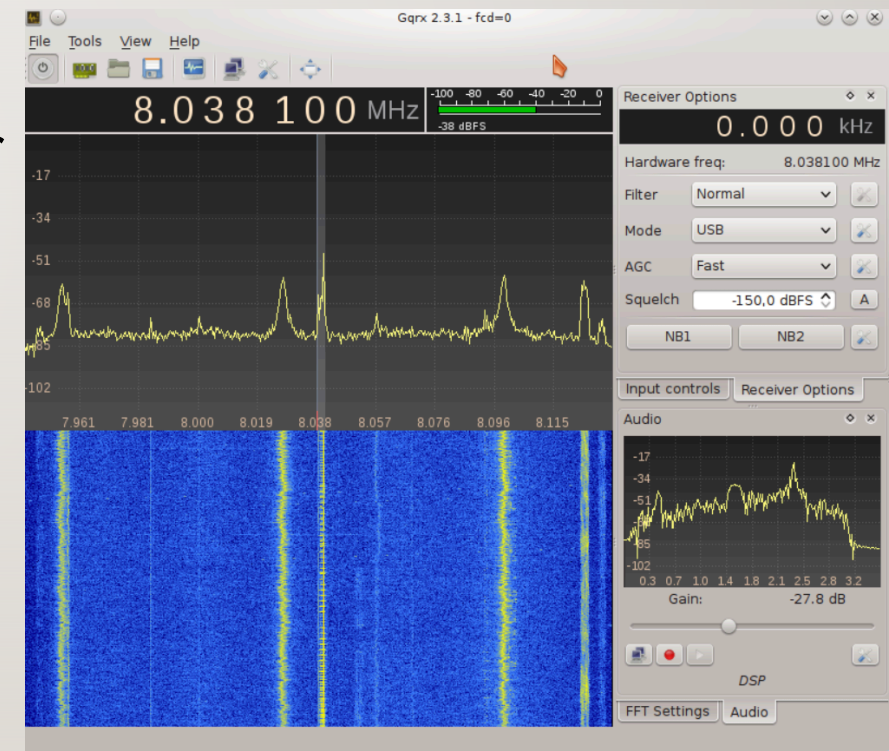 Gqrx 2.3.1 - fcd=0
File Tools View Help
8.038 100 MHz
-100 -80 -60 -40 -20 0
-38 dBFS
-17
-34
-51
-68
-85
-102
7.961 7.981 8.000 8.019 8.038 8.057 8.076 8.096 8.115
Receiver Options
0.000 kHz
Hardware freq: 8.038100 MHz
Filter Normal
Mode USB
AGC Fast
Squelch -150,0 dBFS A
NB1 NB2
Input controls Receiver Options
Audio
-17
-34
-51
-85
-102
0.3 0.7 1.0 1.4 1.8 2.1 2.5 2.8 3.2
Gain: -27.8 dB
DSP
FFT Settings Audio